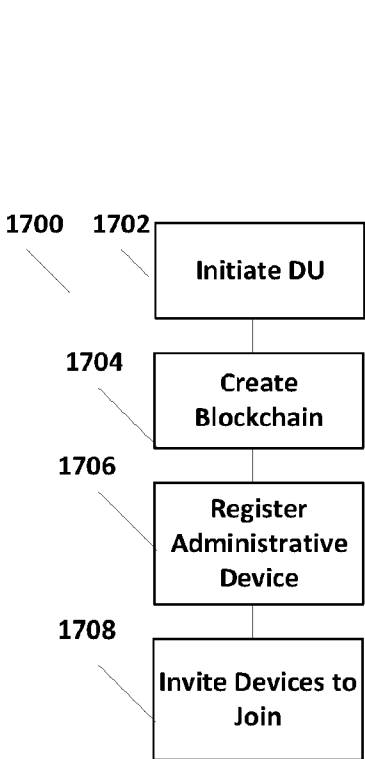 1700 1702
Initiate DU
1704
Create
Blockchain
1706
Register
Administrative
Device
1708
Invite Devices to
Join